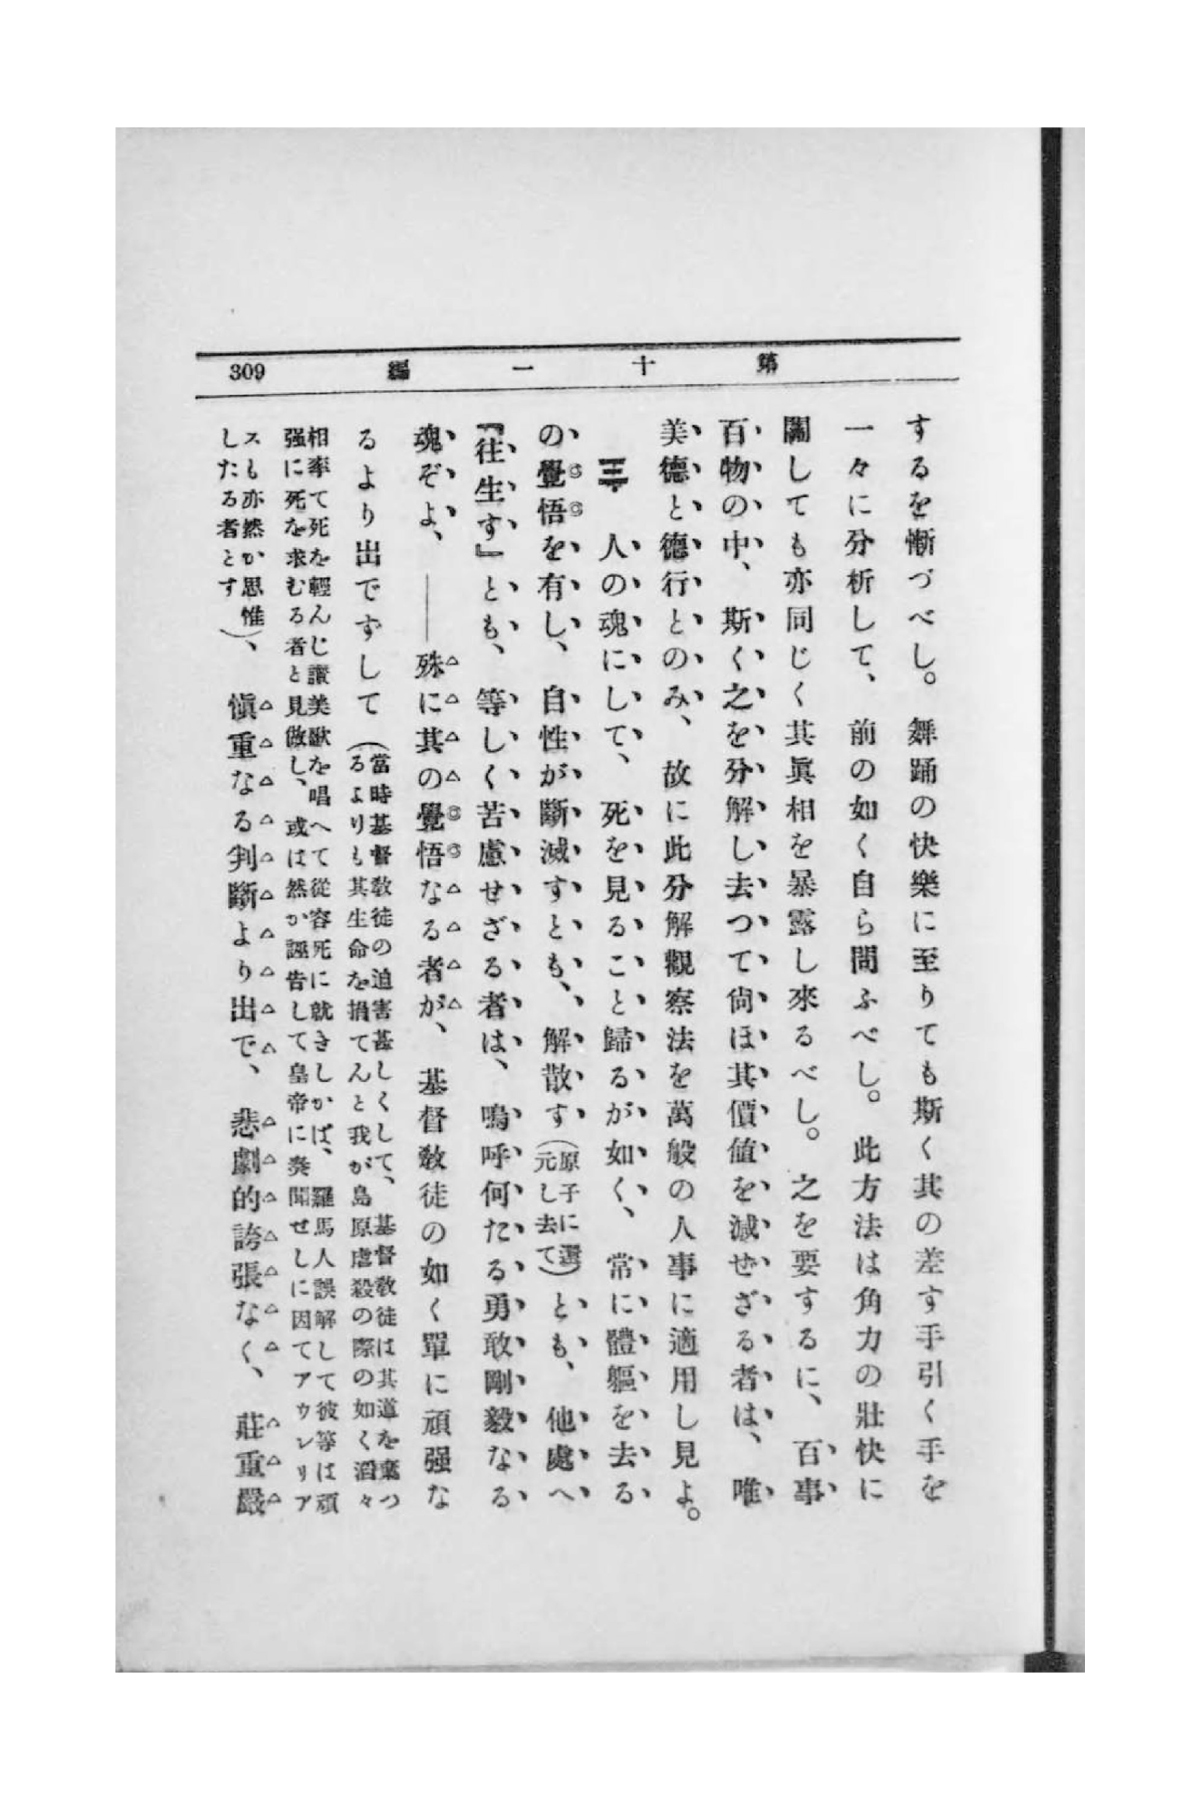 第十一編
309
するを慚づべし。舞踊の快樂に至りても斯く其の差す手引く手を
一々に分析して、前の如く自ら問ふべし。此方法は角力の壯快に
關しても亦同じく其眞相を暴露し來るべし。之を要するに、百事
百物の中、斯く之を分解し去つて尙ほ其價値を減せざる者は、唯
美德と德行とのみ、故に此分解觀察法を萬般の人事に適用し見よ。
三　人の魂にして、死を見ること歸るが如く、常に體軀を去る
の覺悟を有し、自性が斷滅すとも、解散す(原子に還元し去て)とも、他處へ
『往生す』とも、等しく苦慮せざる者は、嗚呼何たる勇敢剛毅なる
魂ぞよ、――殊に其の覺悟なる者が、基督敎徒の如く單に頑强な
るより出でずして(當時基督敎徒の迫害甚しくして、基督敎徒は其道を棄つ
るよりも其生命を捐てんと我が島原虐殺の際の如く滔々
相率て死を輕んじ讃美歌を唱へて從容死に就きしかば、羅馬人誤解して彼等は頑
强に死を求むる者と見做し、或は然か誣吿して皇帝に奏聞せしに因てアウレリア
スも亦然か思惟
したる者とす)、愼重なる判斷より出で、悲劇的誇張なく、莊重嚴